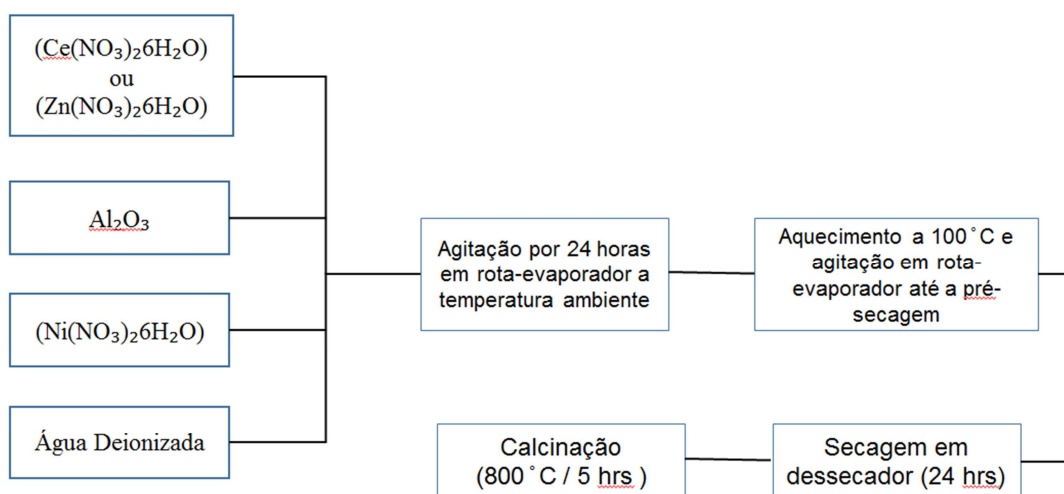 (Ce(NO₃)₂6H₂O)
ou
(Zn(NO₃)₂6H₂O)
Al₂O₃
(Ni(NO₃)₂6H₂O)
Água Deionizada
Agitação por 24 horas
em rota-evaporador a
temperatura ambiente
Aquecimento a 100°C e
agitação em rota-
evaporador até a pré-
secagem
Secagem em
dessecador (24 hrs)
Calcinação
(800°C / 5 hrs )